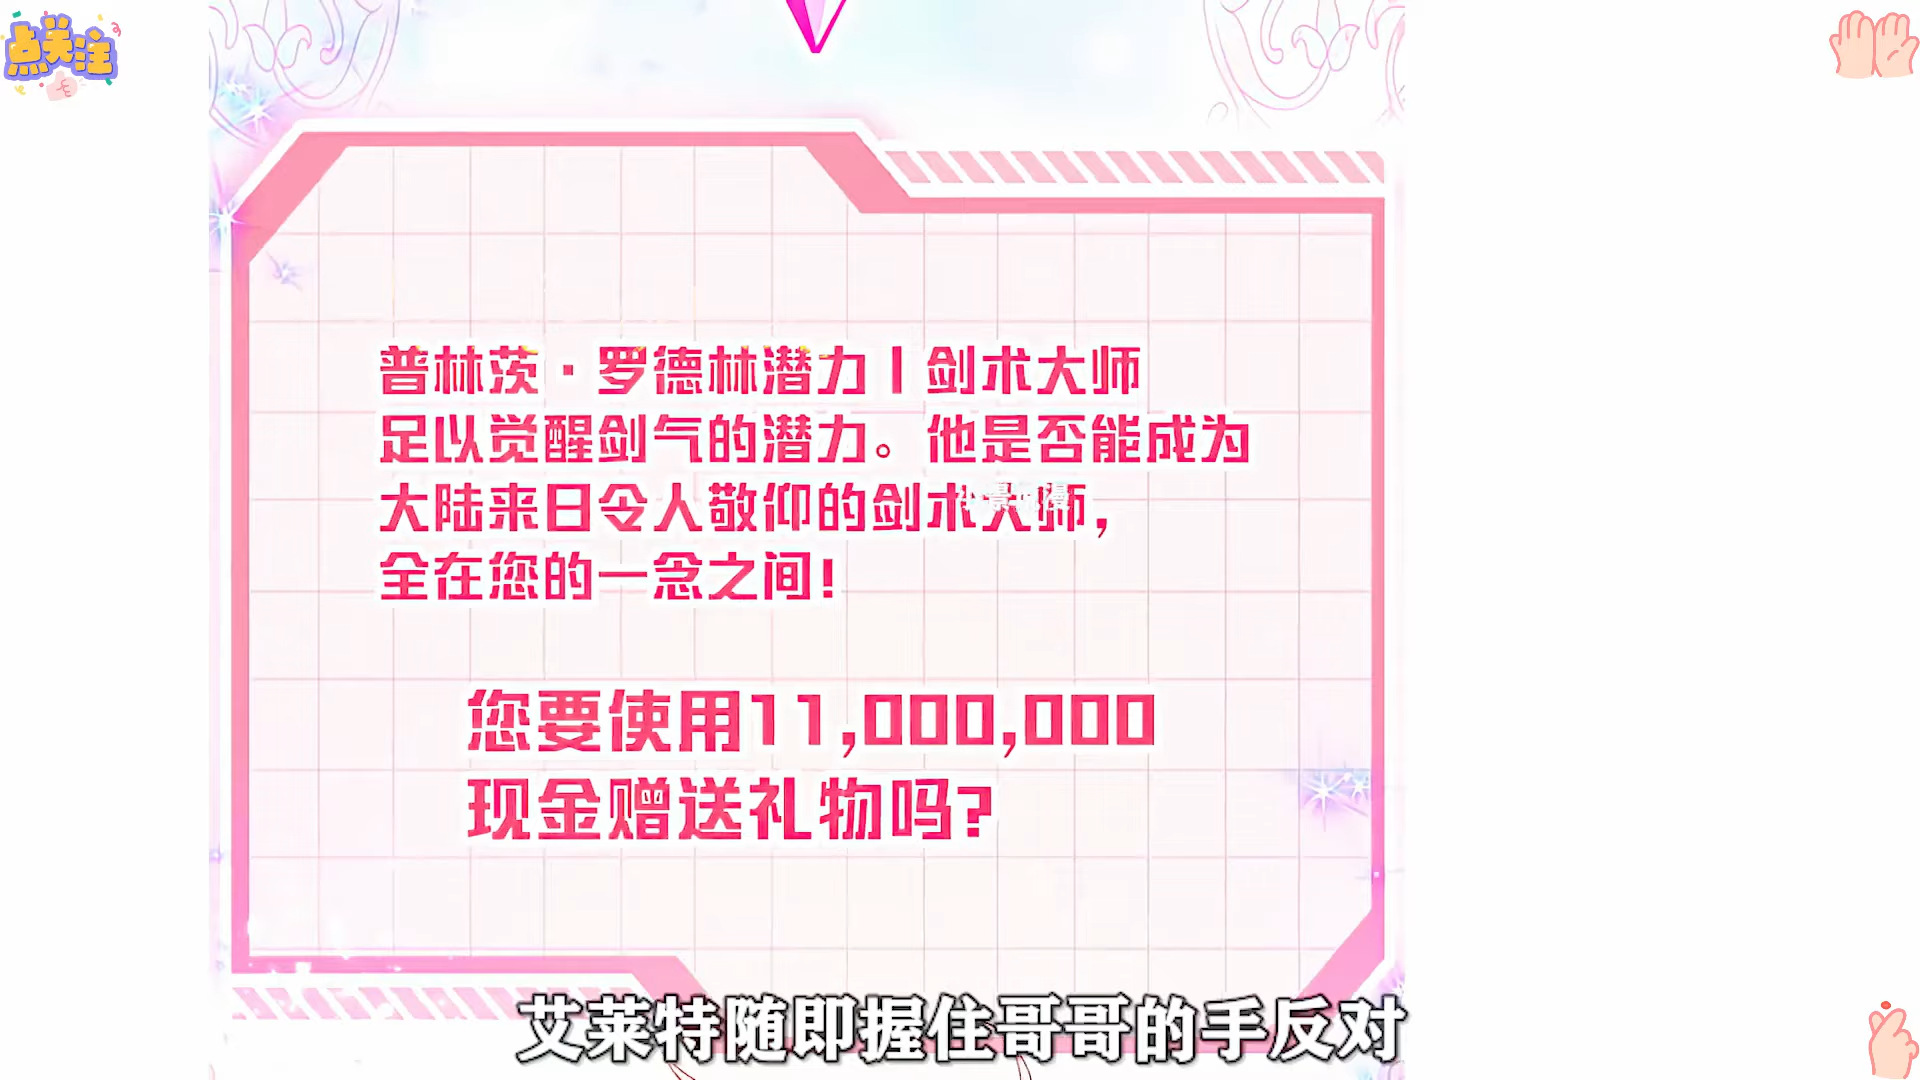 点关注
普林茨·罗德林潜力丨剑术大师
足以觉醒剑气的潜力。他是否能成为
大陆来日令人敬仰的剑术大师，
全在您的一念之间！
您要使用11,000,000
现金赠送礼物吗？
艾莱特随即握住哥哥的手反对